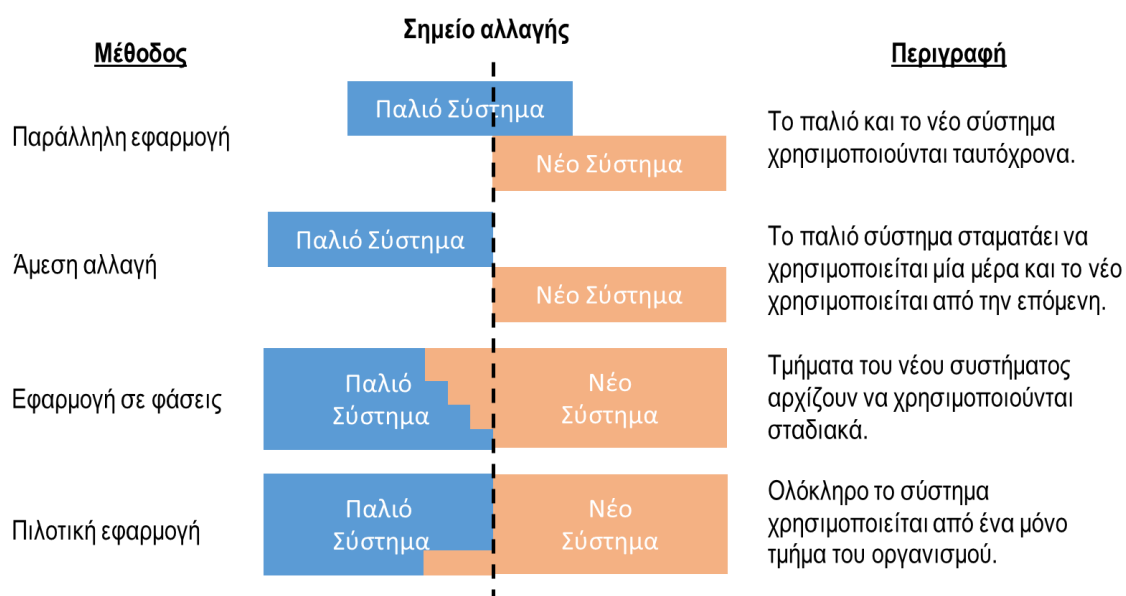 Σημείο αλλαγής
Μέθοδος
Περιγραφή
Παράλληλη εφαρμογή
Παλιό Σύστημα
Νέο Σύστημα
Το παλιό και το νέο σύστημα
χρησιμοποιούνται ταυτόχρονα.
Άμεση αλλαγή
Παλιό Σύστημα
Νέο Σύστημα
Το παλιό σύστημα σταματάει να
χρησιμοποιείται μία μέρα και το νέο
χρησιμοποιείται από την επόμενη.
Εφαρμογή σε φάσεις
Παλιό
Σύστημα
Νέο
Σύστημα
Τμήματα του νέου συστήματος
αρχίζουν να χρησιμοποιούνται
σταδιακά.
Πιλοτική εφαρμογή
Παλιό
Σύστημα
Νέο
Σύστημα
Ολόκληρο το σύστημα
χρησιμοποιείται από ένα μόνο
τμήμα του οργανισμού.